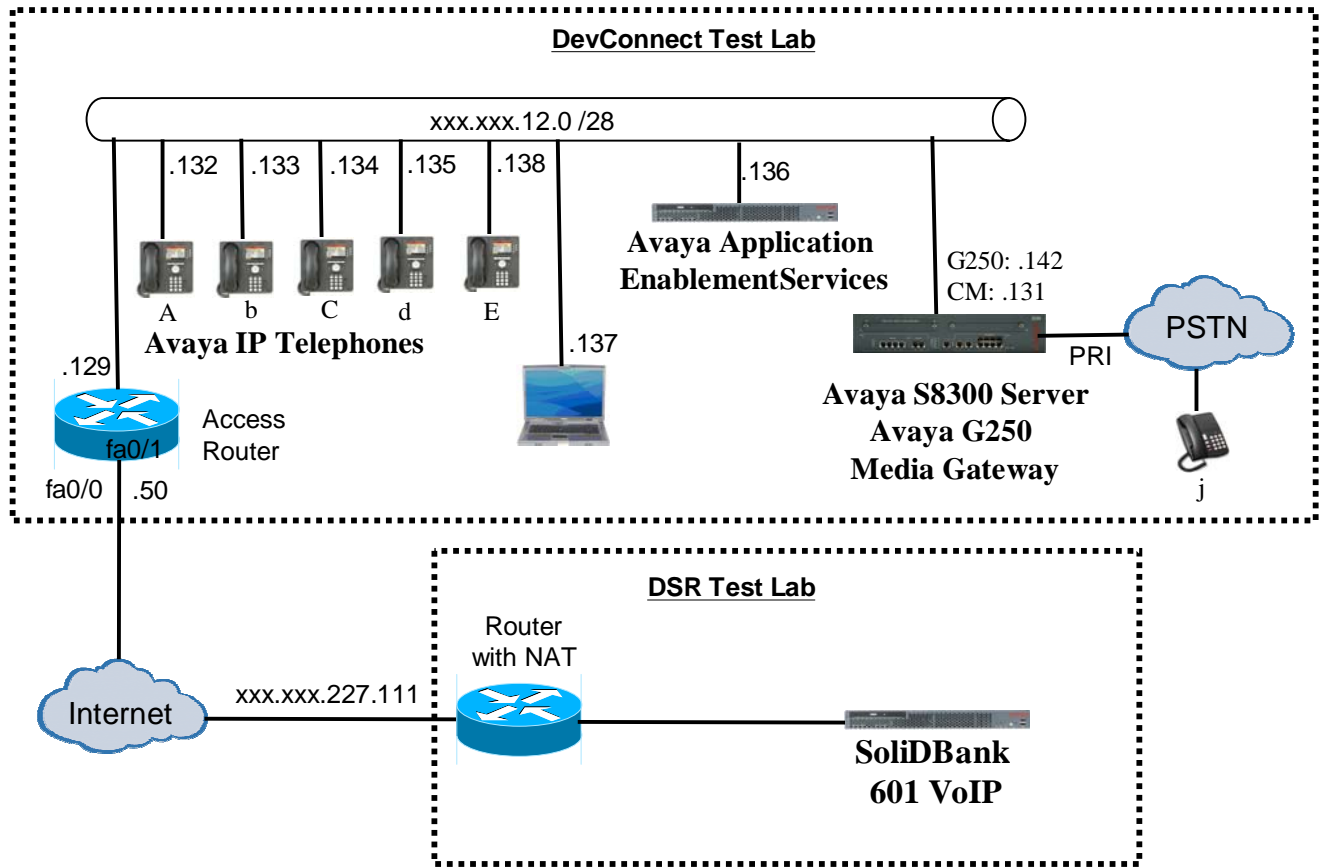 DevConnect Test Lab
xxx.xxx.12.0 /28
.132
.133
.134
.135
.138
.136
Avaya Application
EnablementServices
G250: .142
CM: .131
A
b
C
d
E
Avaya IP Telephones
.137
PRI
PSTN
.129
Access
Router
fa0/1
fa0/0
.50
Avaya S8300 Server
Avaya G250
Media Gateway
j
DSR Test Lab
Router
with NAT
Internet
xxx.xxx.227.111
SoliDBank
601 VoIP